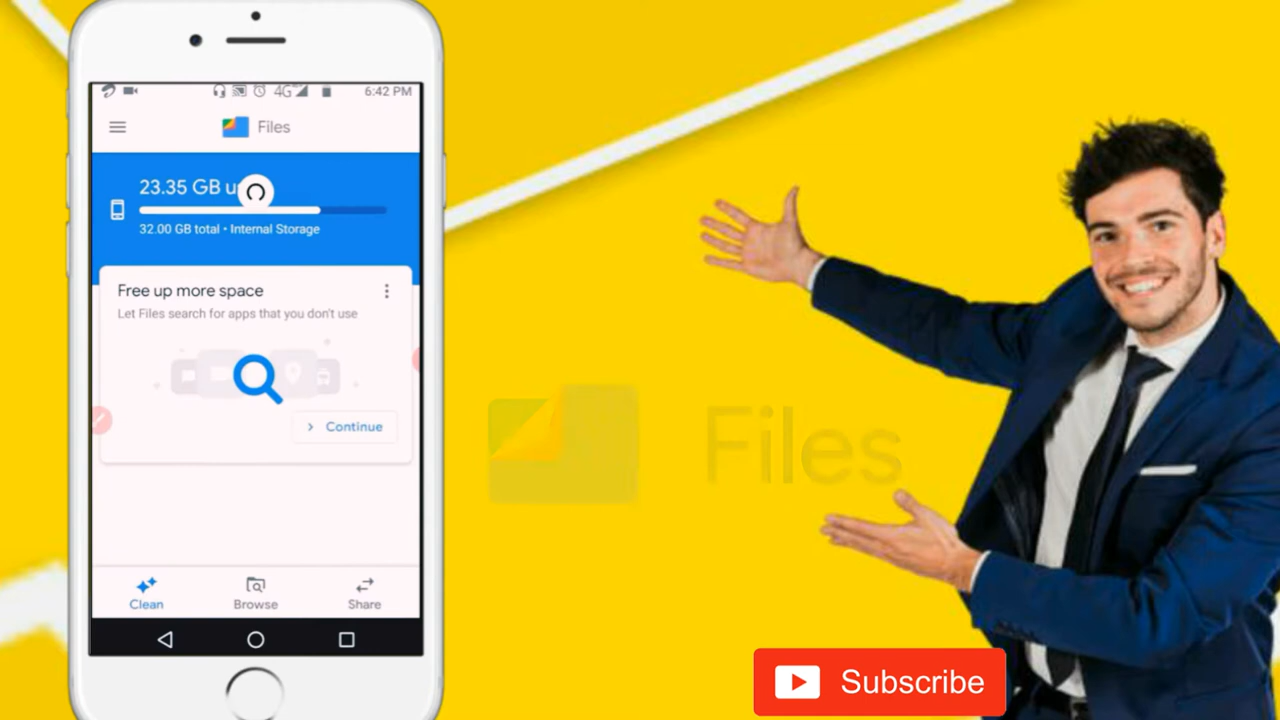 4G 6:42 PM
Files
23.35 GB
32.00 GB total • Internal Storage
Free up more space
Let Files search for apps that you don't use
Continue
Clean Browse Share
Files
Subscribe